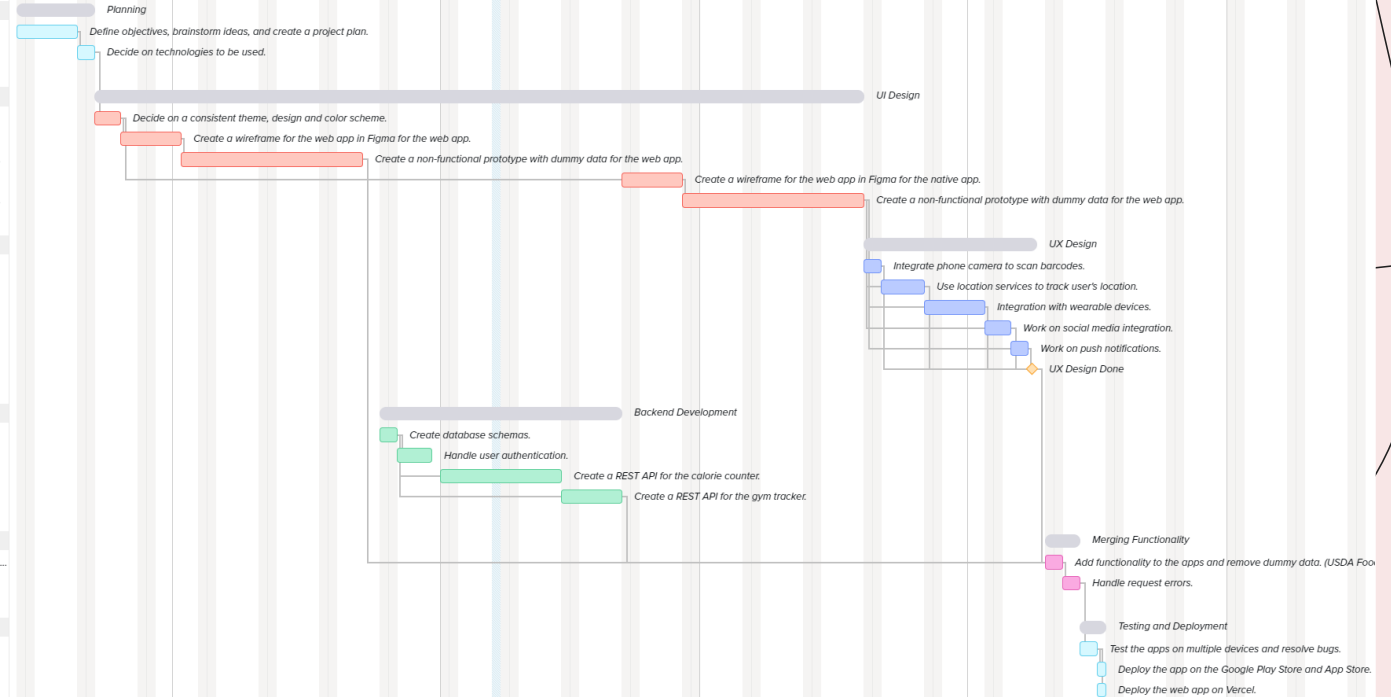 Planning
Define objectives, brainstorm ideas, and create a project plan.
Decide on technologies to be used.
UI Design
Decide on a consistent theme, design and color scheme.
Create a wireframe for the web app in Figma for the web app.
Create a non-functional prototype with dummy data for the web app.
Create a wireframe for the web app in Figma for the native app.
Create a non-functional prototype with dummy data for the web app.
UX Design
Integrate phone camera to scan barcodes.
Use location services to track user's location.
Integration with wearable devices.
Work on social media integration.
Work on push notifications.
UX Design Done
Backend Development
Create database schemas.
Handle user authentication.
Create a REST API for the calorie counter.
Create a REST API for the gym tracker.
Merging Functionality
... Add functionality to the apps and remove dummy data. (USDA Foo
Handle request errors.
Testing and Deployment
Test the apps on multiple devices and resolve bugs.
Deploy the app on the Google Play Store and App Store.
Deploy the web app on Vercel.